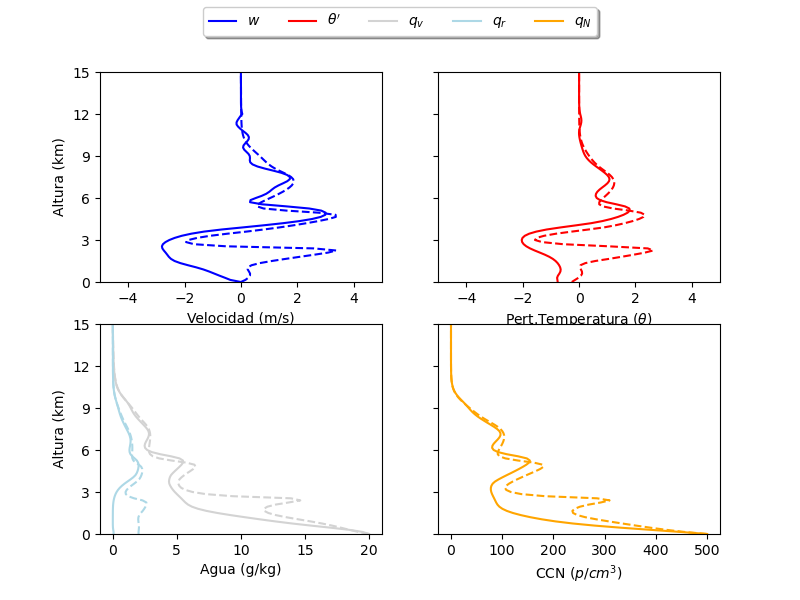 w θ′ q_v q_r q_N
15
12
9
6
3
0
Altura (km)
−4 −2 0 2 4
Velocidad (m/s)
15
12
9
6
3
0
−4 −2 0 2 4
Pert.Temperatura (θ)
15
12
9
6
3
0
Altura (km)
0 5 10 15 20
Agua (g/kg)
15
12
9
6
3
0
0 100 200 300 400 500
CCN (p/cm³)